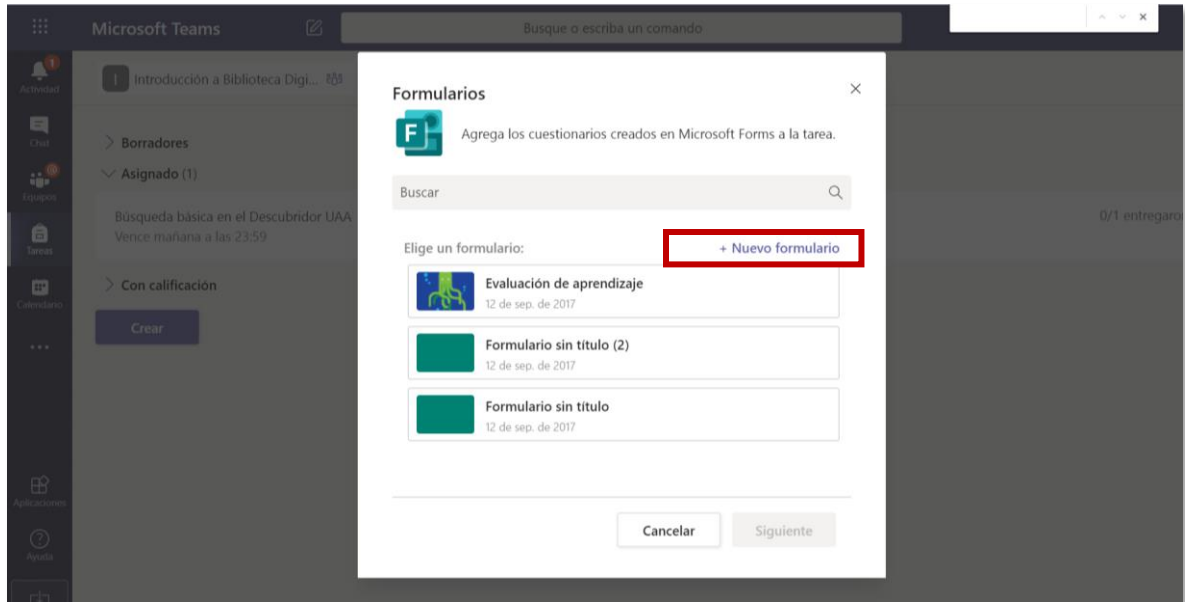 Microsoft Teams
Busque o escriba un comando
Actividad
Chat
Equipos
Tareas
Calendario
Aplicaciones
Ayuda
I Introducción a Biblioteca Digi...
Borradores
Asignado (1)
Búsqueda básica en el Descubridor UAA
Vence mañana a las 23:59
0/1 entregaro
Con calificación
Crear
Formularios
F
Agrega los cuestionarios creados en Microsoft Forms a la tarea.
Buscar
Elige un formulario:
+ Nuevo formulario
Evaluación de aprendizaje
12 de sep. de 2017
Formulario sin título (2)
12 de sep. de 2017
Formulario sin título
12 de sep. de 2017
Cancelar
Siguiente